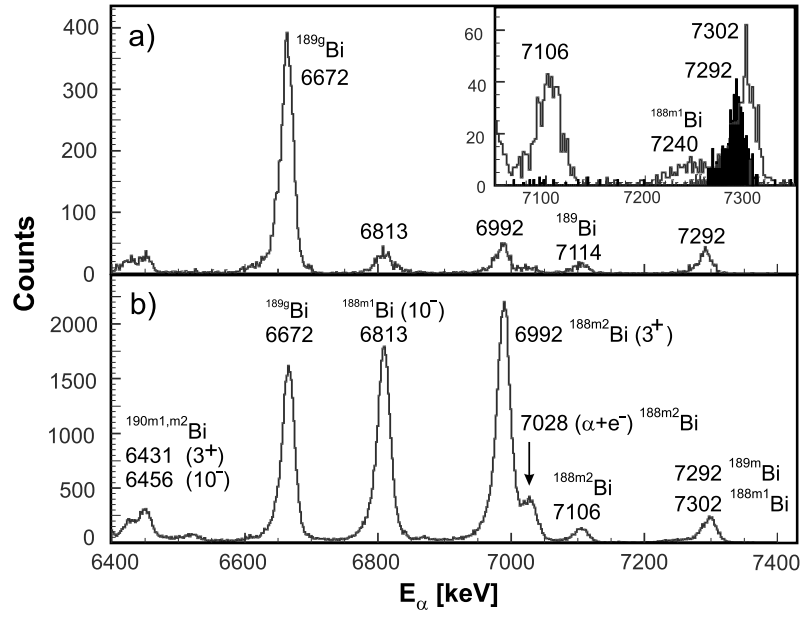 a)
400
300
200
100
0
Counts
189gBi
6672
6813
6992
189Bi
7114
7292
60
40
20
0
7106
188m1Bi
7240
7302
7292
7100
7200
7300
b)
2000
1500
1000
500
0
190m1,m2Bi
6431 (3+)
6456 (10−)
189gBi
6672
188m1Bi (10−)
6813
6992 188m2Bi (3+)
7028 (α+e−) 188m2Bi
188m2Bi
7106
7292 189mBi
7302 188m1Bi
6400
6600
6800
7000
7200
7400
Eα [keV]